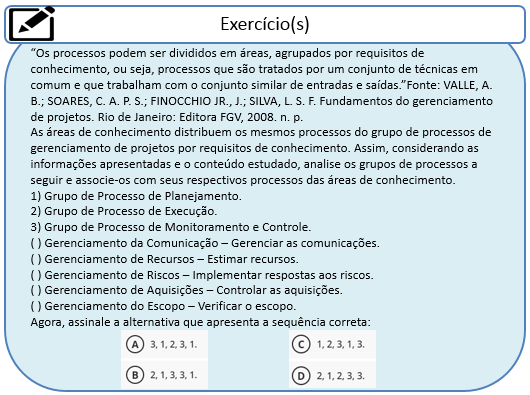 Exercício(s)
“Os processos podem ser divididos em áreas, agrupados por requisitos de
conhecimento, ou seja, processos que são tratados por um conjunto de técnicas em
comum e que trabalham com o conjunto similar de entradas e saídas.”Fonte: VALLE, A.
B.; SOARES, C. A. P. S.; FINOCCHIO JR., J.; SILVA, L. S. F. Fundamentos do gerenciamento
de projetos. Rio de Janeiro: Editora FGV, 2008. n. p.
As áreas de conhecimento distribuem os mesmos processos do grupo de processos de
gerenciamento de projetos por requisitos de conhecimento. Assim, considerando as
informações apresentadas e o conteúdo estudado, analise os grupos de processos a
seguir e associe-os com seus respectivos processos das áreas de conhecimento.
1) Grupo de Processo de Planejamento.
2) Grupo de Processo de Execução.
3) Grupo de Processo de Monitoramento e Controle.
( ) Gerenciamento da Comunicação – Gerenciar as comunicações.
( ) Gerenciamento de Recursos – Estimar recursos.
( ) Gerenciamento de Riscos – Implementar respostas aos riscos.
( ) Gerenciamento de Aquisições – Controlar as aquisições.
( ) Gerenciamento do Escopo – Verificar o escopo.
Agora, assinale a alternativa que apresenta a sequência correta:
A 3, 1, 2, 3, 1.
B 2, 1, 3, 3, 1.
C 1, 2, 3, 1, 3.
D 2, 1, 2, 3, 3.